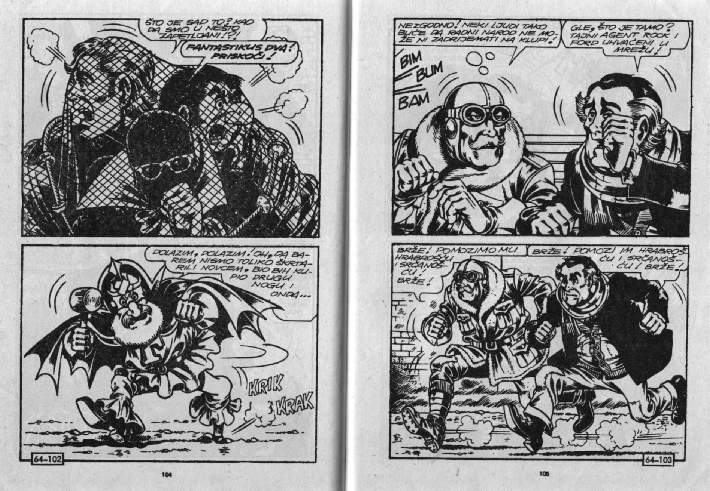 ŠTO JE SAD TO? KAO
DA SMO U NEŠTO
ZAPETLJANI!?!
FANTASTIKUS DVA!
PRISKOČI!
DOLAZIM, DOLAZIM! OH, DA BA-
REM NISMO TOLIKO ŠKRTA-
RILI NOVCEM, BIO BIH KU-
PIO DRUGU
NOGU I
ONDA...
KRIK
KRAK
64-102
104
NEZGODNO! NEKI LJUDI TAKO
BUČE DA RADNI NAROD NE MO-
ŽE NI ZADRIJEMATI NA KLUPI!
BIM
BUM
BAM
GLE, ŠTO JE TAMO?
TAJNI AGENT ROOK I
FORD UHVAĆENI U
MREŽU!
BRŽE! POMOZIMO MU
HRABROŠĆU
I SRČANOŠ-
ĆU!
BRŽE!
BRŽE! POMOZI IM HRABROŠ-
ĆU I SRČANOŠ-
ĆU I BRŽE!
64-103
105